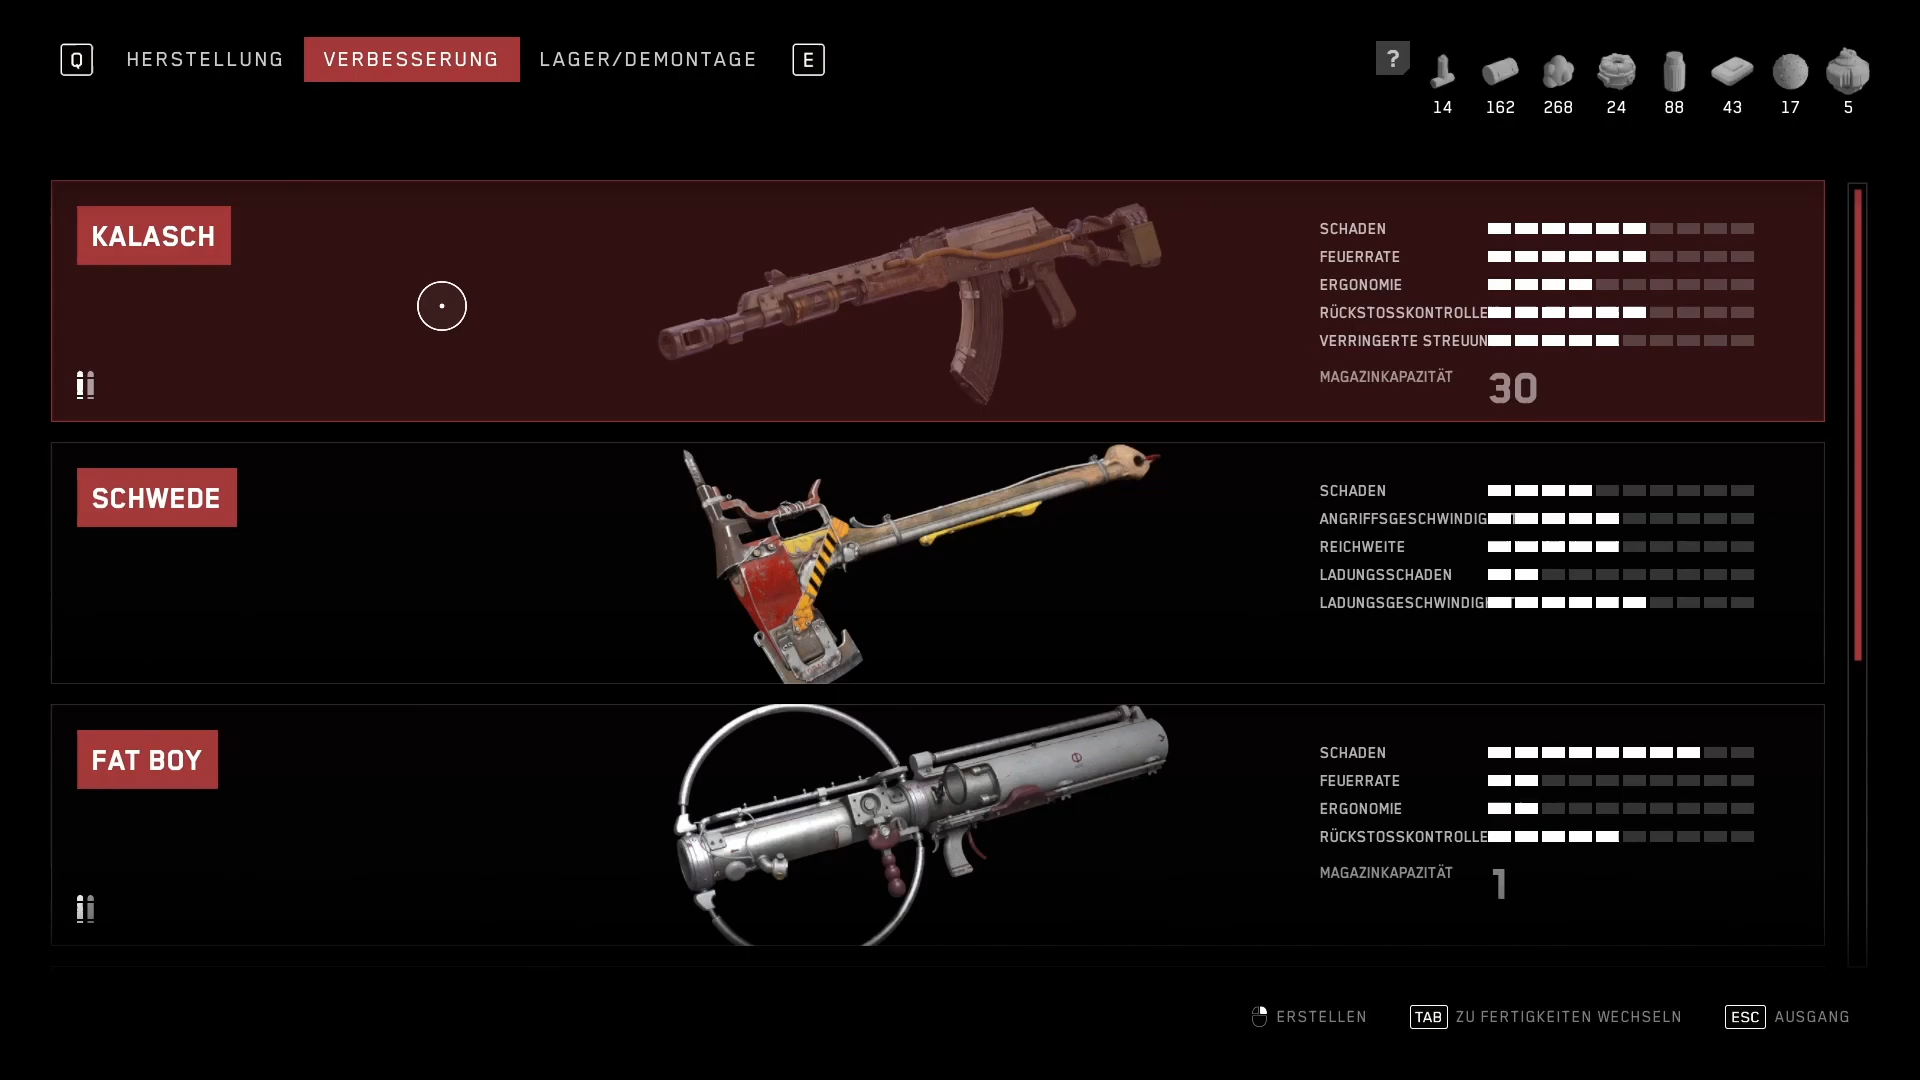 Q HERSTELLUNG VERBESSERUNG LAGER/DEMONTAGE E
?
14 162 268 24 88 43 17 5
KALASCH
SCHADEN
FEUERRATE
ERGONOMIE
RÜCKSTOSSKONTROLLE
VERRINGERTE STREUUN
MAGAZINKAPAZITÄT 30
SCHWEDE
SCHADEN
ANGRIFFSGESCHWINDIG
REICHWEITE
LADUNGSSCHADEN
LADUNGSGESCHWINDIG
FAT BOY
SCHADEN
FEUERRATE
ERGONOMIE
RÜCKSTOSSKONTROLLE
MAGAZINKAPAZITÄT 1
ERSTELLEN TAB ZU FERTIGKEITEN WECHSELN ESC AUSGANG